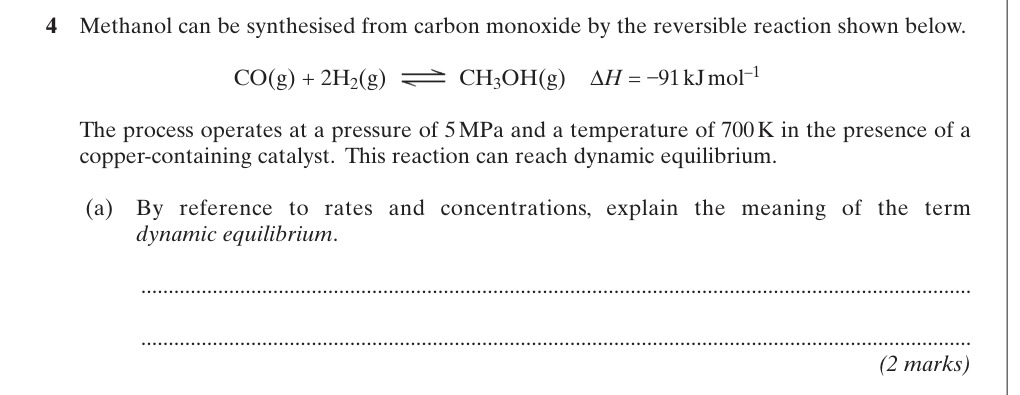 4 Methanol can be synthesised from carbon monoxide by the reversible reaction shown below.
CO(g) + 2H₂(g) ⇌ CH₃OH(g) ΔH = –91 kJ mol⁻¹
The process operates at a pressure of 5 MPa and a temperature of 700 K in the presence of a
copper-containing catalyst. This reaction can reach dynamic equilibrium.
(a) By reference to rates and concentrations, explain the meaning of the term
dynamic equilibrium.
(2 marks)